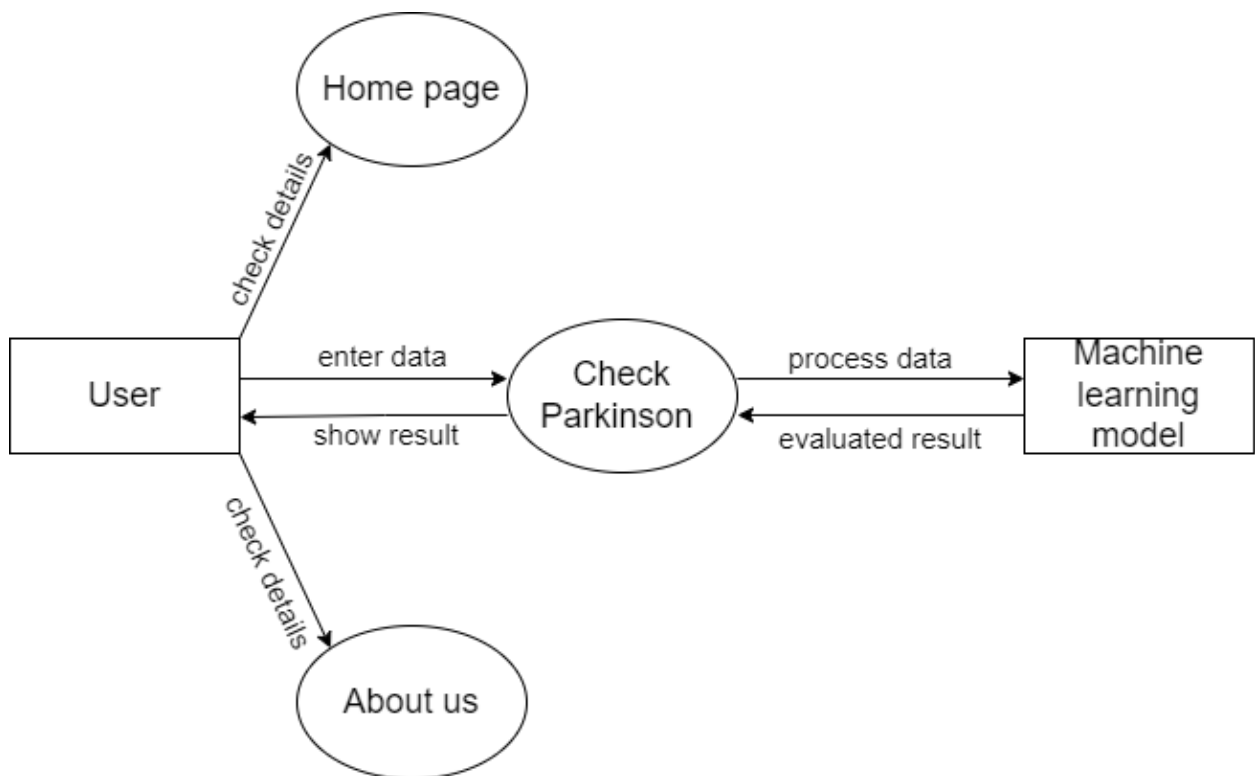 Home page
check details
enter data
process data
User
Check
Parkinson
Machine
learning
model
show result
evaluated result
check details
About us